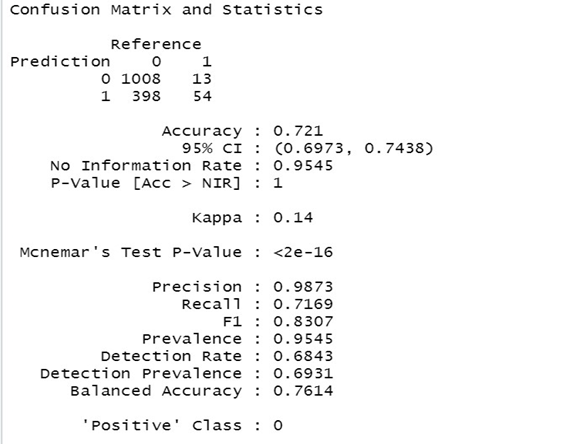 Confusion Matrix and Statistics
Reference
Prediction 0 1
0 1008 13
1 398 54
Accuracy : 0.721
95% CI : (0.6973, 0.7438)
No Information Rate : 0.9545
P-Value [Acc > NIR] : 1
Kappa : 0.14
Mcnemar's Test P-Value : <2e-16
Precision : 0.9873
Recall : 0.7169
F1 : 0.8307
Prevalence : 0.9545
Detection Rate : 0.6843
Detection Prevalence : 0.6931
Balanced Accuracy : 0.7614
'Positive' Class : 0